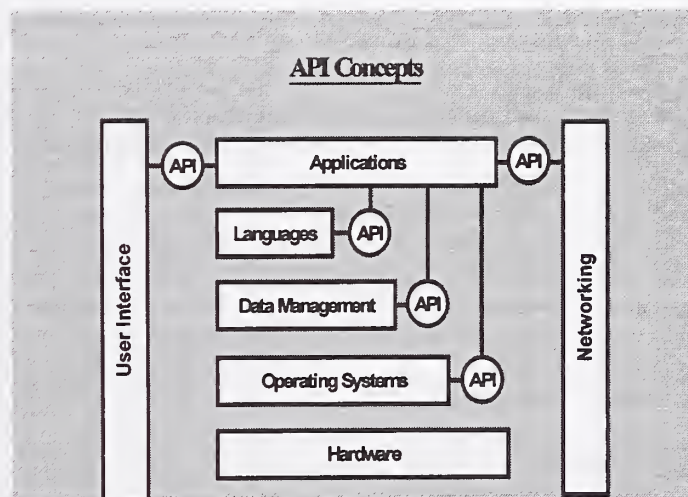 API Concepts
User Interface
API
Applications
API
Networking
Languages
API
Data Management
API
Operating Systems
API
Hardware